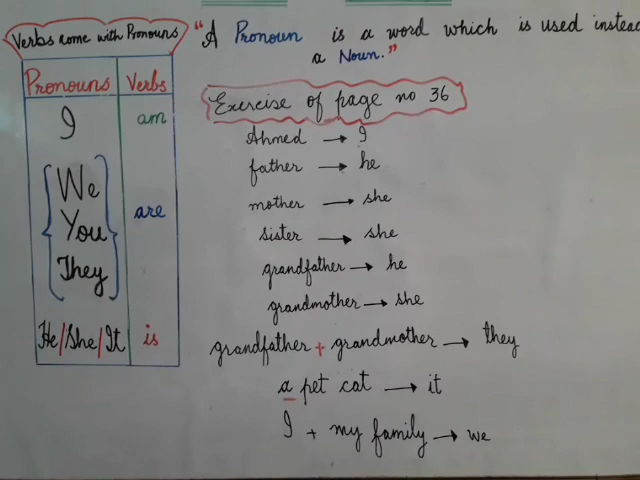 Verbs come with Pronouns
Pronouns Verbs
I am
We
You are
They
He/She/It is
"A Pronoun is a word which is used instead
a Noun."
Exercise of page no 36
Ahmed → I
father → he
mother → she
sister → she
grandfather → he
grandmother → she
grandfather + grandmother → they
a pet cat → it
I + my family → we